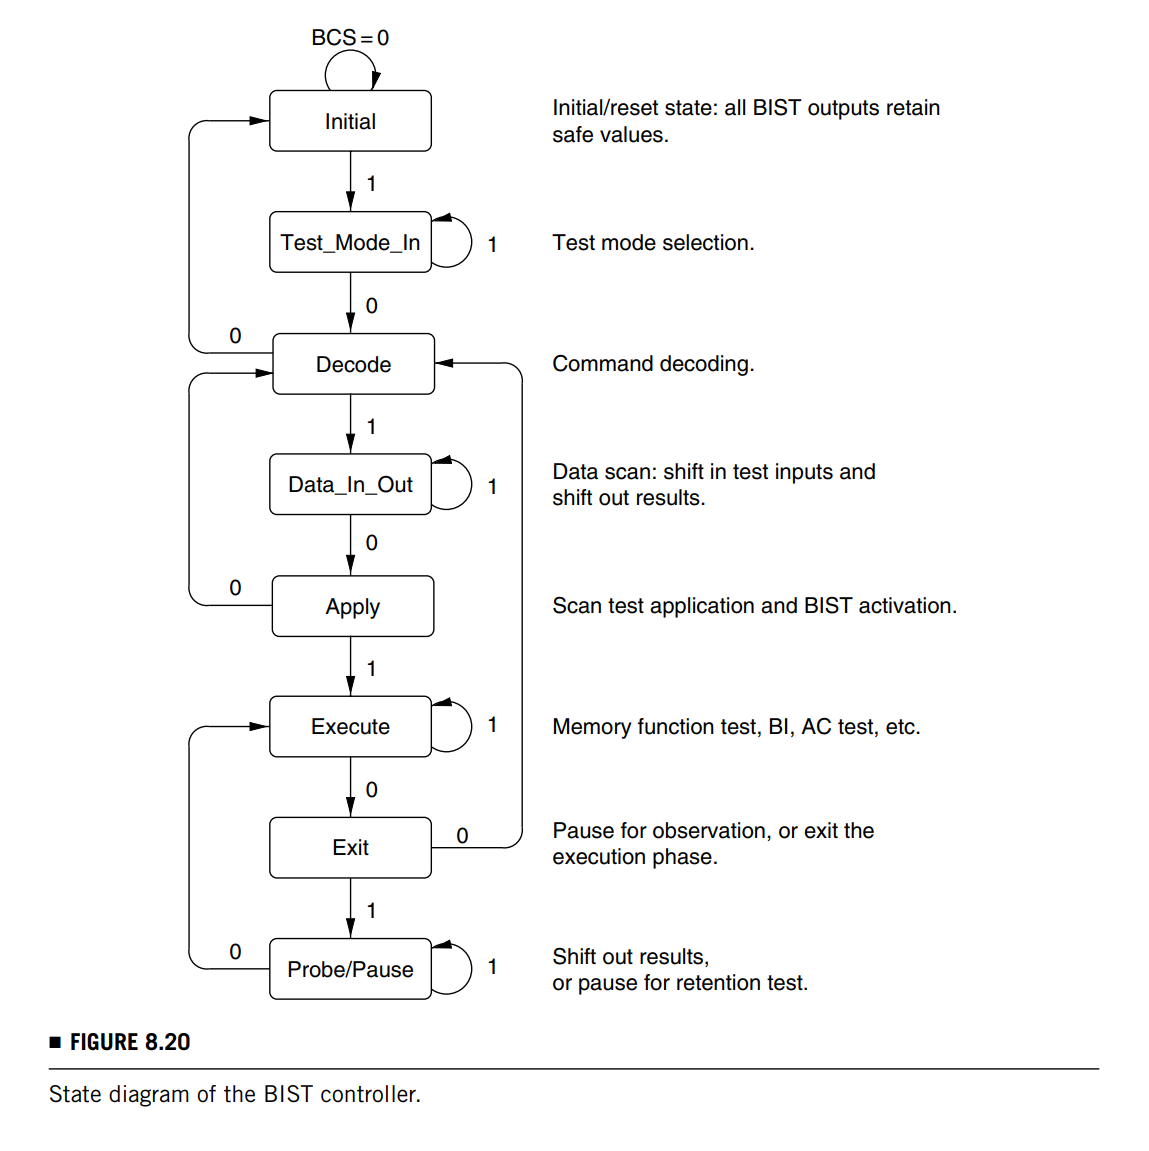 BCS = 0
Initial
Initial/reset state: all BIST outputs retain
safe values.
1
Test_Mode_In
1
Test mode selection.
0
0
Decode
Command decoding.
1
Data_In_Out
1
Data scan: shift in test inputs and
shift out results.
0
0
Apply
Scan test application and BIST activation.
1
Execute
1
Memory function test, BI, AC test, etc.
0
Exit
0
Pause for observation, or exit the
execution phase.
1
0
Probe/Pause
1
Shift out results,
or pause for retention test.
■ FIGURE 8.20
State diagram of the BIST controller.